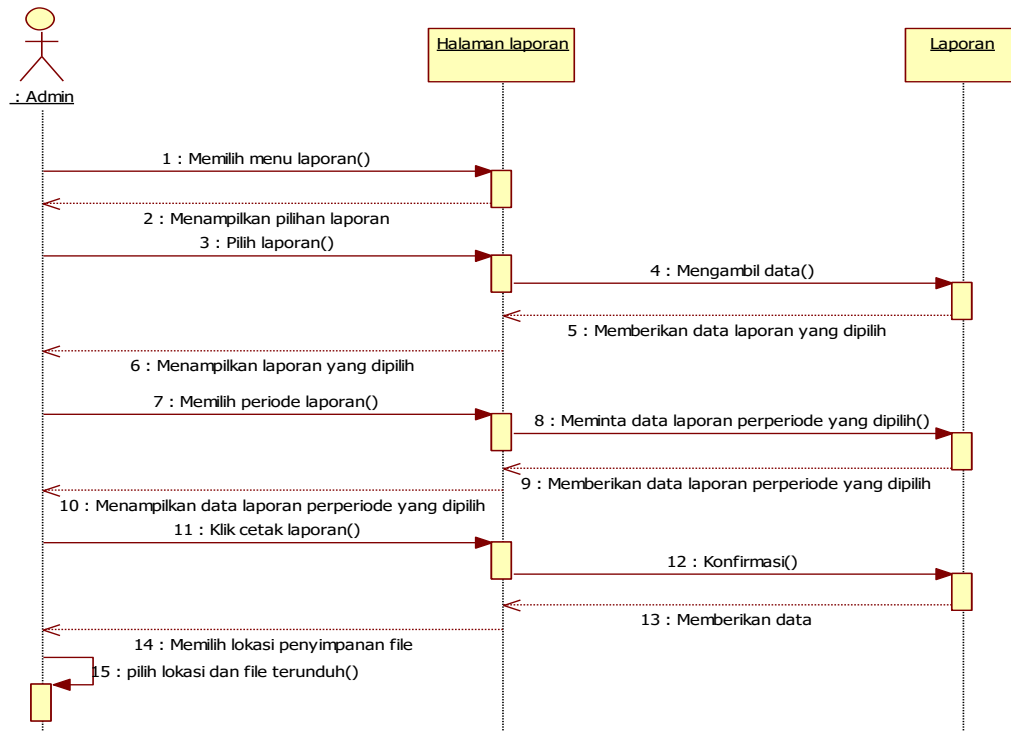 Halaman laporan
Laporan
: Admin
1 : Memilih menu laporan()
2 : Menampilkan pilihan laporan
3 : Pilih laporan()
4 : Mengambil data()
5 : Memberikan data laporan yang dipilih
6 : Menampilkan laporan yang dipilih
7 : Memilih periode laporan()
8 : Meminta data laporan perperiode yang dipilih()
9 : Memberikan data laporan perperiode yang dipilih
10 : Menampilkan data laporan perperiode yang dipilih
11 : Klik cetak laporan()
12 : Konfirmasi()
13 : Memberikan data
14 : Memilih lokasi penyimpanan file
15 : pilih lokasi dan file terunduh()